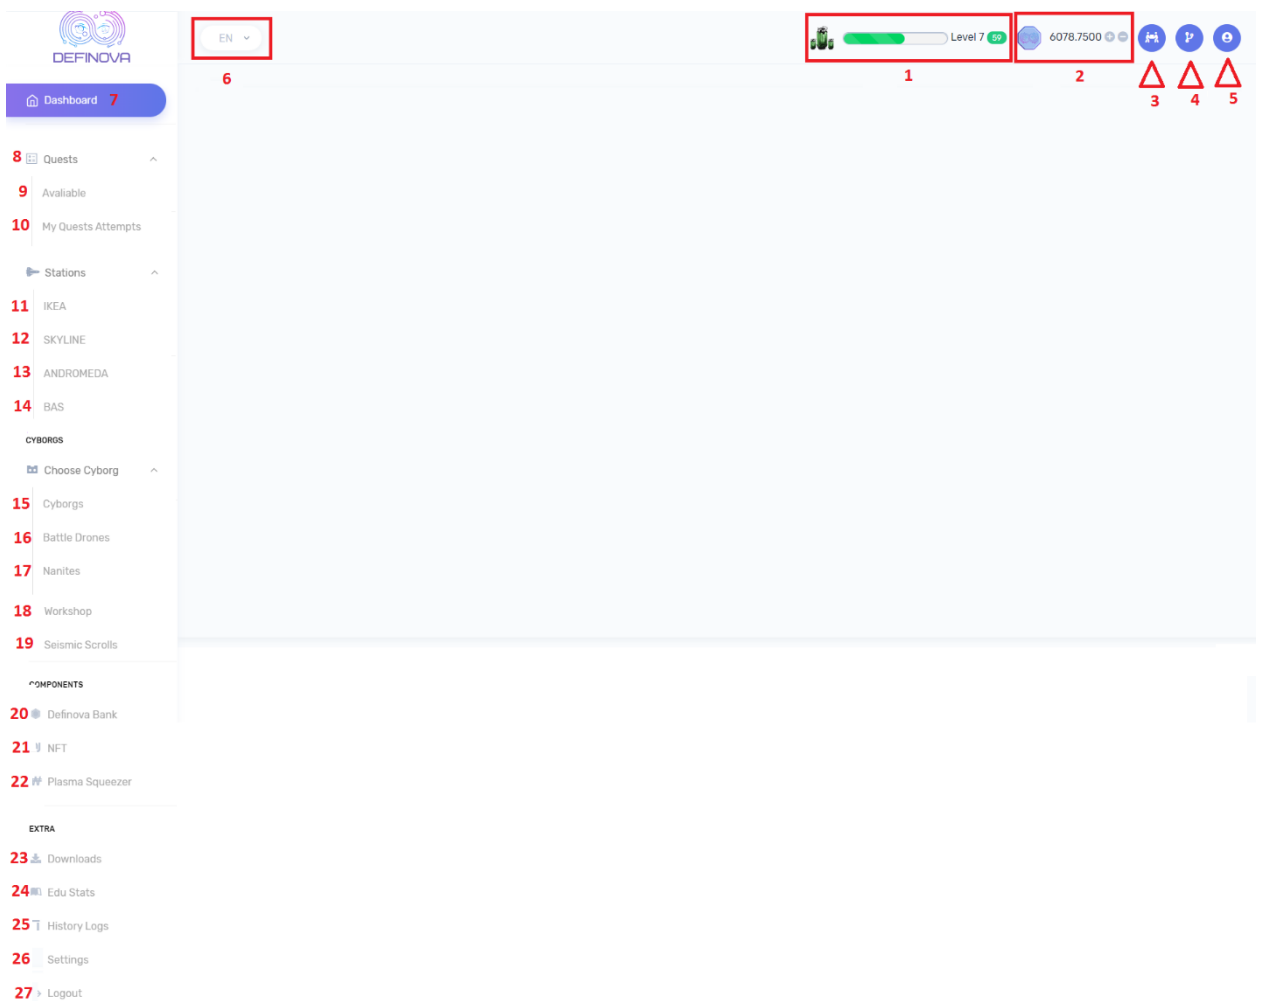 DEFINOVA
EN
Level 7 59
6078.7500
6
1
2
3 4 5
Dashboard 7
8 Quests
9 Avaliable
10 My Quests Attempts
Stations
11 IKEA
12 SKYLINE
13 ANDROMEDA
14 BAS
CYBORGS
Choose Cyborg
15 Cyborgs
16 Battle Drones
17 Nanites
18 Workshop
19 Seismic Scrolls
COMPONENTS
20 Definova Bank
21 NFT
22 Plasma Squeezer
EXTRA
23 Downloads
24 Edu Stats
25 History Logs
26 Settings
27 Logout